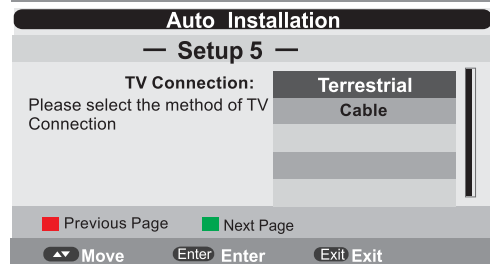 Auto Installation
— Setup 5 —
TV Connection:
Please select the method of TV
Connection
Terrestrial
Cable
Previous Page Next Page
Move Enter Enter Exit Exit